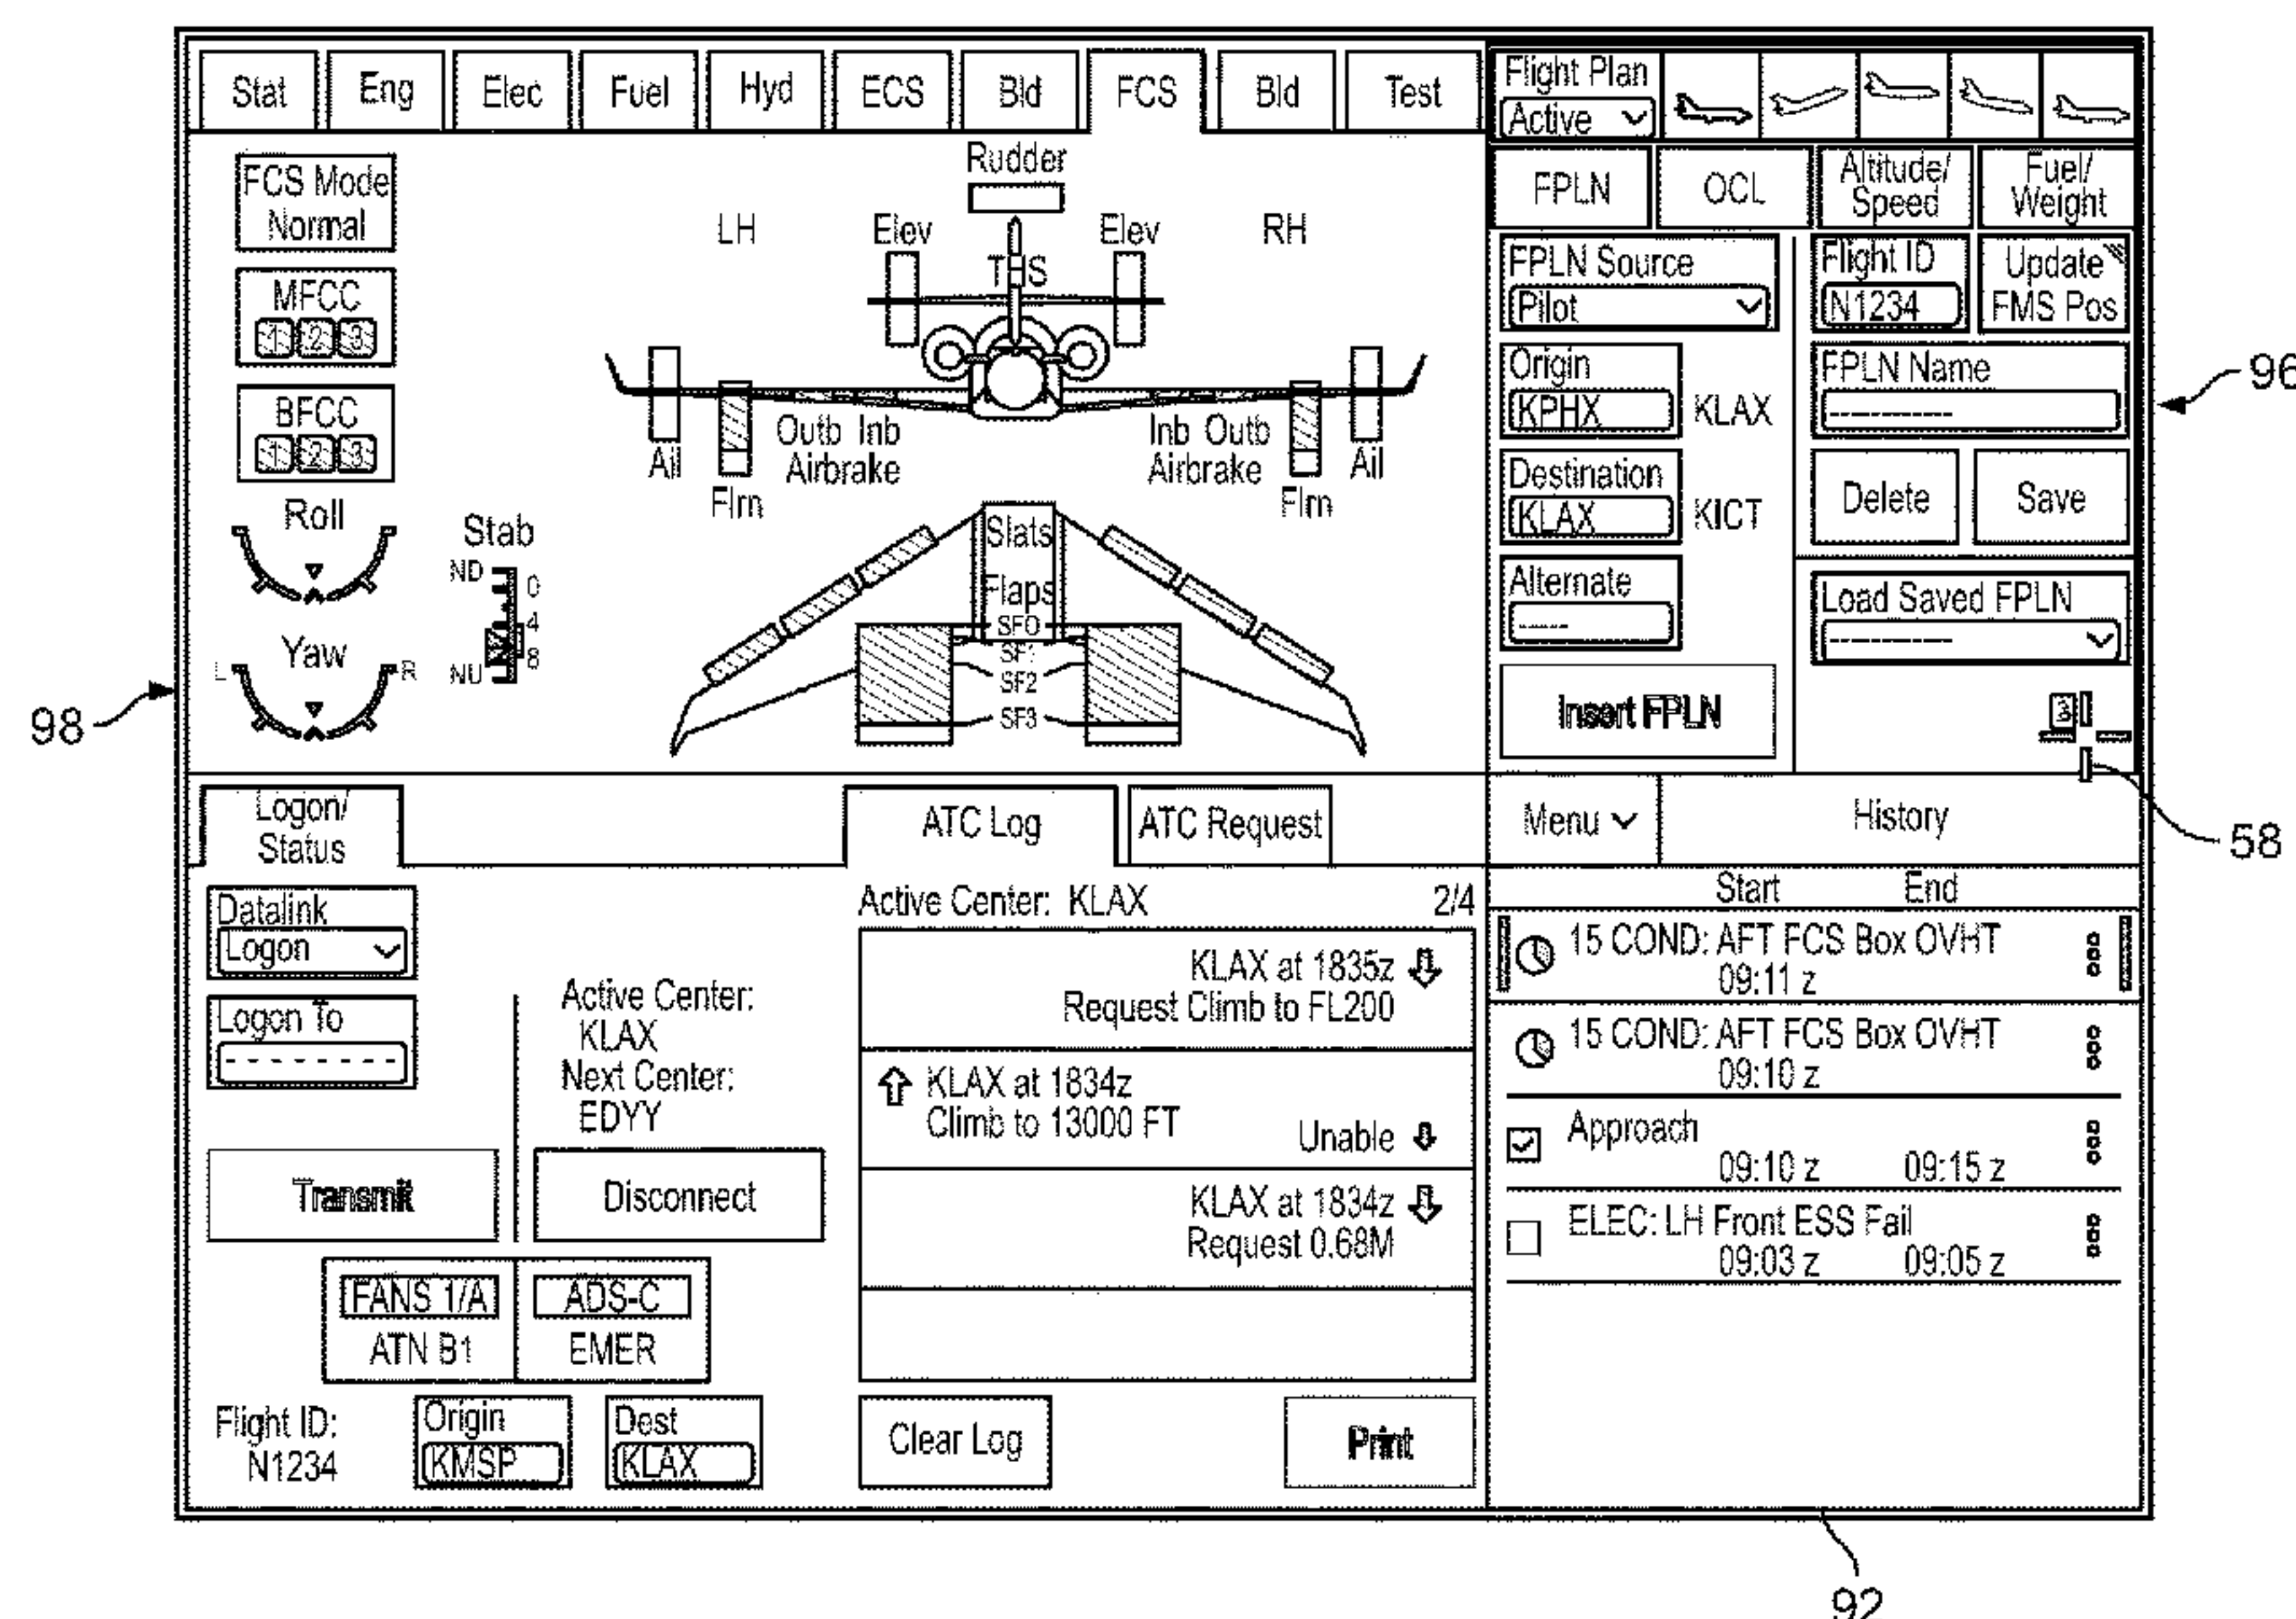 Stat Eng Elec Fuel Hyd ECS Bld FCS Bld Test
FCS Mode
Normal
MFCC
1 2 3
BFCC
1 2 3
Roll
Yaw
L R
Stab
ND
0
4
8
NU
Rudder
LH
Elev
THS
Elev
RH
Outb Inb
Airbrake
Inb Outb
Airbrake
Ail
Flrn
Flrn
Ail
Slats
Flaps
SF0
SF1
SF2
SF3
98
Flight Plan
Active
FPLN OCL
Altitude/
Speed
Fuel/
Weight
FPLN Source
Pilot
Flight ID
N1234
Update
FMS Pos
Origin
KPHX
KLAX
FPLN Name
------------
Destination
KLAX
KICT
Delete
Save
Alternate
-----
Load Saved FPLN
-----------
Insert FPLN
3
96
58
Logon/
Status
ATC Log
ATC Request
Datalink
Logon
Logon To
--------
Active Center:
KLAX
Next Center:
EDYY
Transmit
Disconnect
FANS 1/A
ATN B1
ADS-C
EMER
Flight ID:
N1234
Origin
KMSP
Dest
KLAX
Active Center: KLAX 2/4
KLAX at 1835z
Request Climb to FL200
KLAX at 1834z
Climb to 13000 FT
Unable
KLAX at 1834z
Request 0.68M
Clear Log
Print
Menu
History
Start End
15 COND: AFT FCS Box OVHT
09:11 z
15 COND: AFT FCS Box OVHT
09:10 z
Approach
09:10 z 09:15 z
ELEC: LH Front ESS Fail
09:03 z 09:05 z
92